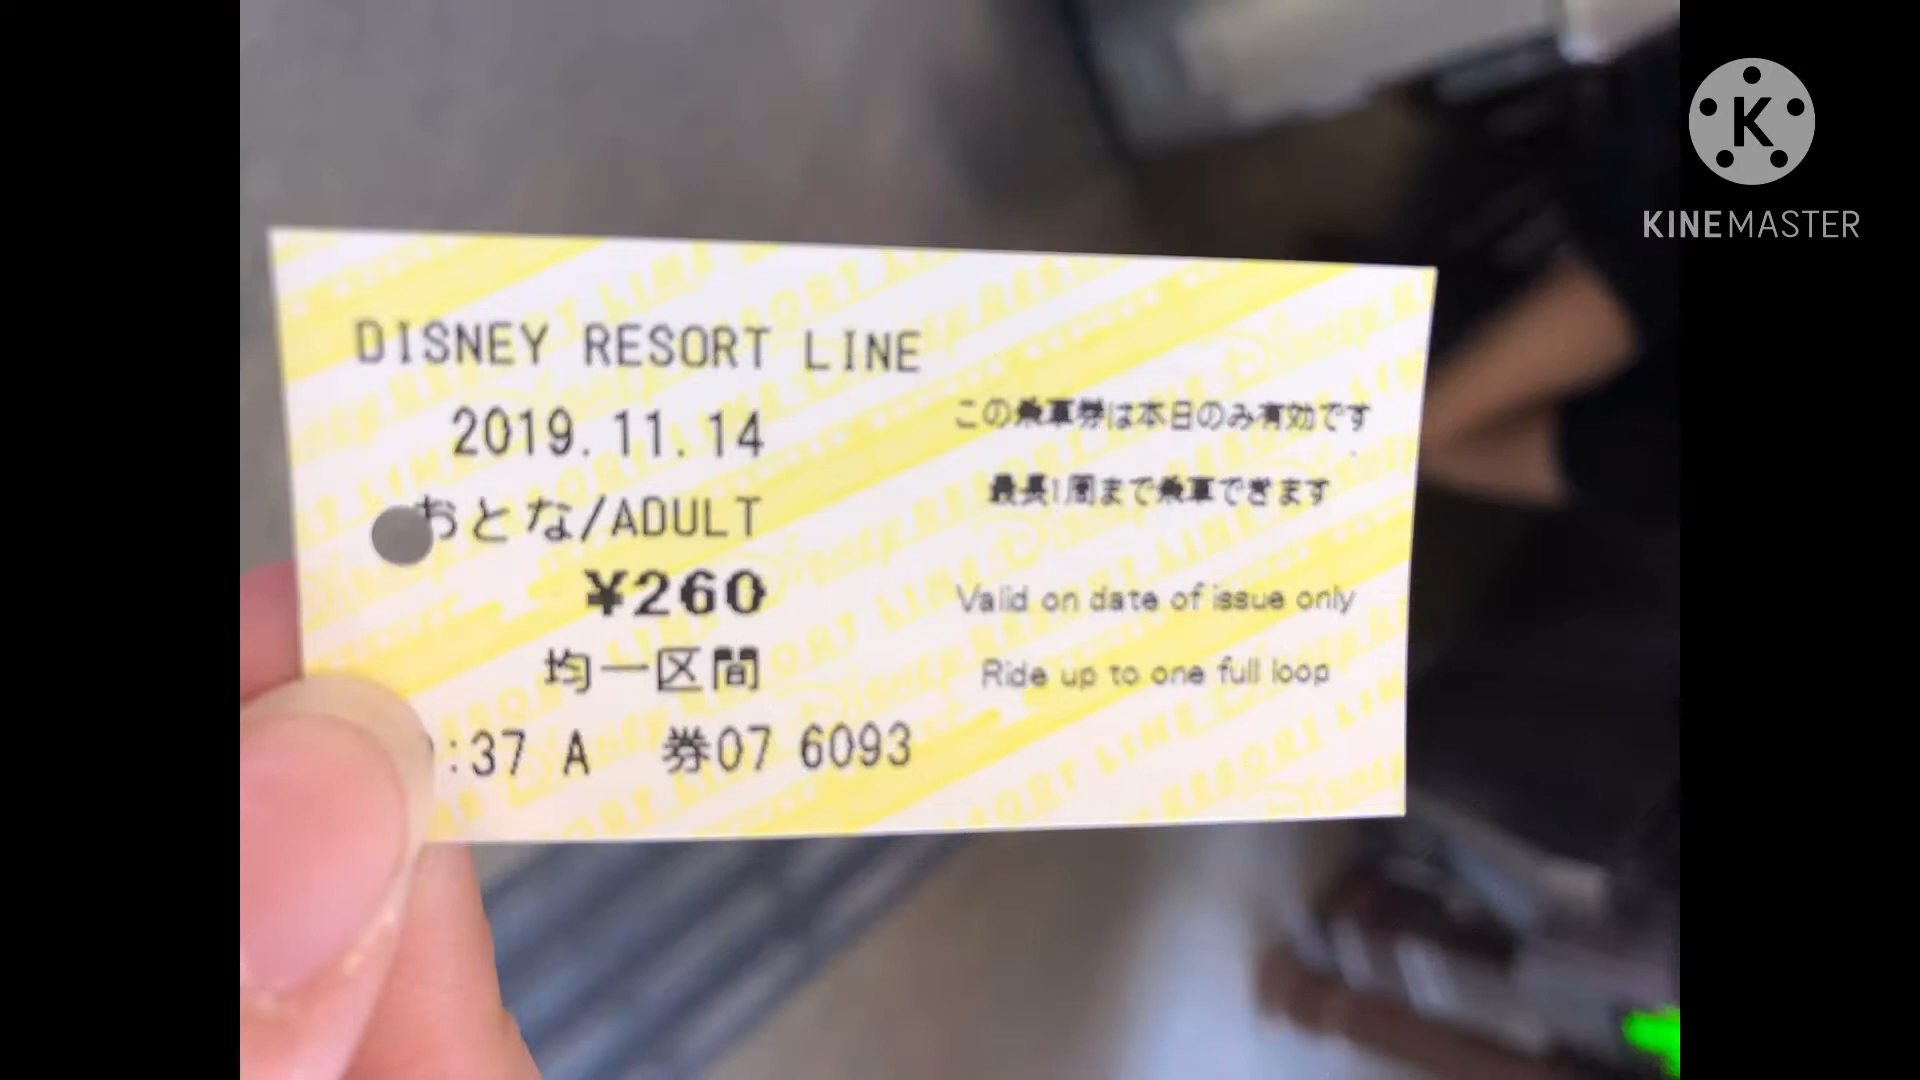 DISNEY RESORT LINE
2019.11.14
おとな/ADULT
¥260
均一区間
:37 A 券07 6093
この乗車券は本日のみ有効です
最長1周まで乗車できます
Valid on date of issue only
Ride up to one full loop
K
KINEMASTER